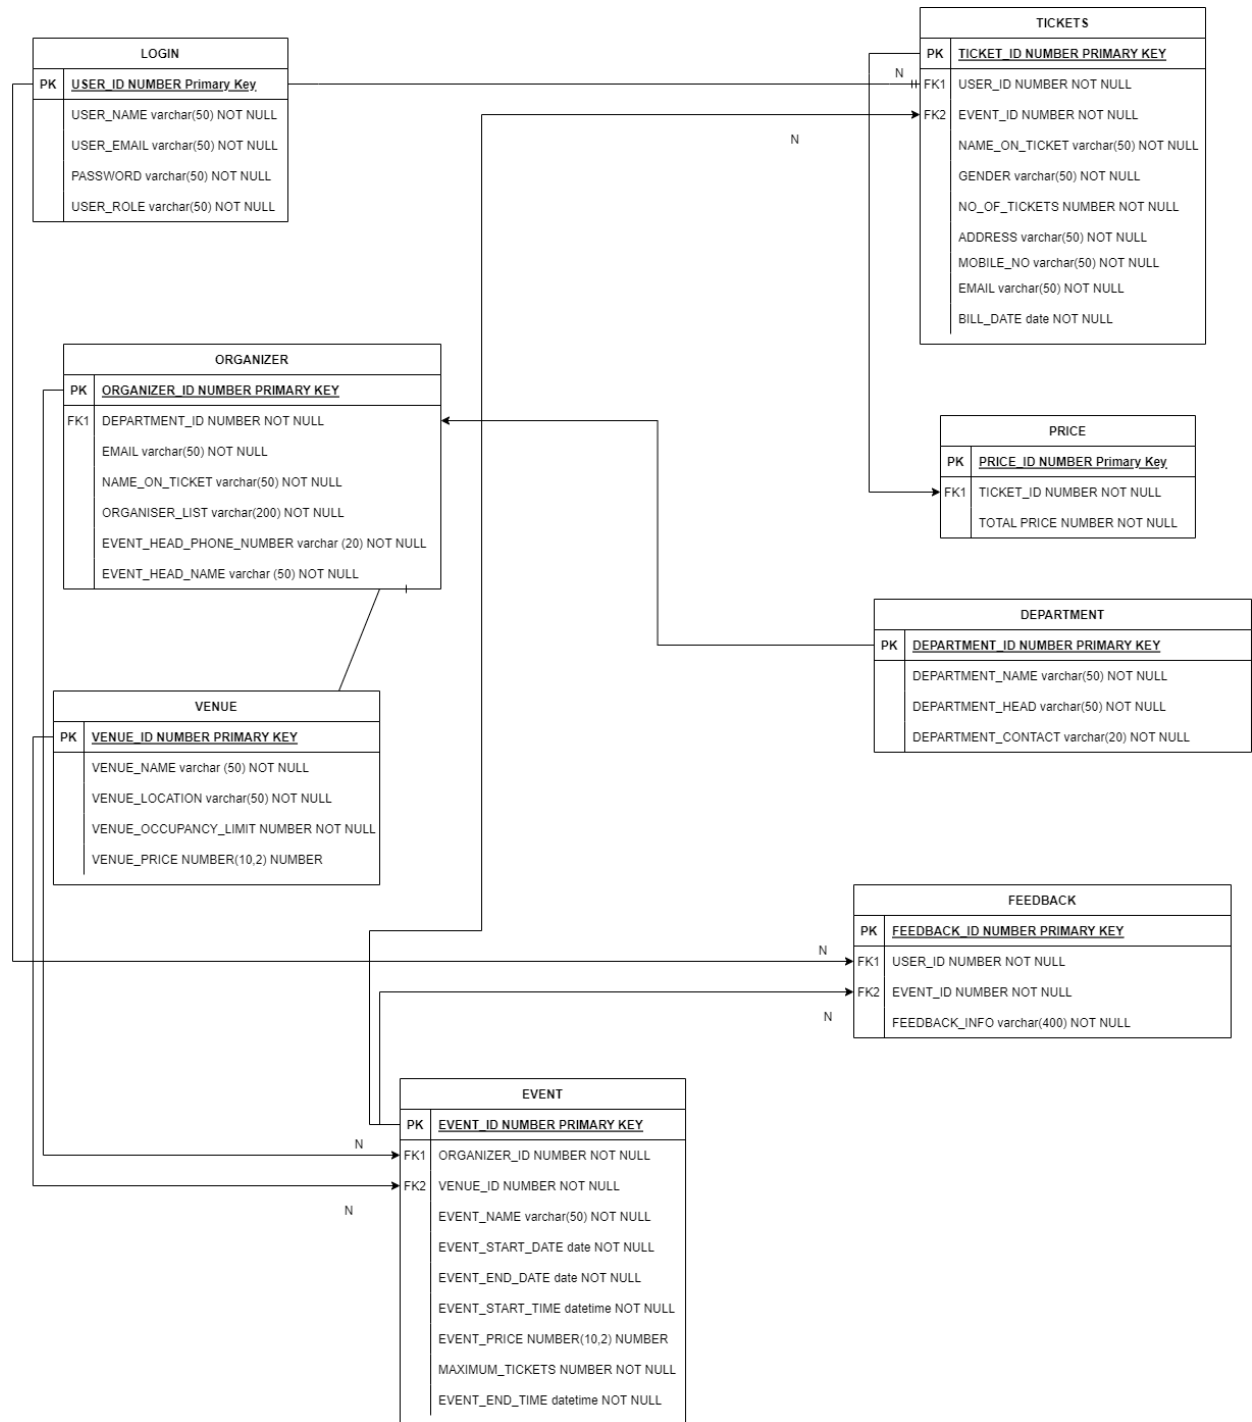 LOGIN
PK USER_ID NUMBER Primary Key
USER_NAME varchar(50) NOT NULL
USER_EMAIL varchar(50) NOT NULL
PASSWORD varchar(50) NOT NULL
USER_ROLE varchar(50) NOT NULL
TICKETS
PK TICKET_ID NUMBER PRIMARY KEY
N
FK1 USER_ID NUMBER NOT NULL
FK2 EVENT_ID NUMBER NOT NULL
N
NAME_ON_TICKET varchar(50) NOT NULL
GENDER varchar(50) NOT NULL
NO_OF_TICKETS NUMBER NOT NULL
ADDRESS varchar(50) NOT NULL
MOBILE_NO varchar(50) NOT NULL
EMAIL varchar(50) NOT NULL
BILL_DATE date NOT NULL
ORGANIZER
PK ORGANIZER_ID NUMBER PRIMARY KEY
FK1 DEPARTMENT_ID NUMBER NOT NULL
EMAIL varchar(50) NOT NULL
NAME_ON_TICKET varchar(50) NOT NULL
ORGANISER_LIST varchar(200) NOT NULL
EVENT_HEAD_PHONE_NUMBER varchar (20) NOT NULL
EVENT_HEAD_NAME varchar (50) NOT NULL
PRICE
PK PRICE_ID NUMBER Primary Key
FK1 TICKET_ID NUMBER NOT NULL
TOTAL PRICE NUMBER NOT NULL
DEPARTMENT
PK DEPARTMENT_ID NUMBER PRIMARY KEY
DEPARTMENT_NAME varchar(50) NOT NULL
DEPARTMENT_HEAD varchar(50) NOT NULL
DEPARTMENT_CONTACT varchar(20) NOT NULL
VENUE
PK VENUE_ID NUMBER PRIMARY KEY
VENUE_NAME varchar (50) NOT NULL
VENUE_LOCATION varchar(50) NOT NULL
VENUE_OCCUPANCY_LIMIT NUMBER NOT NULL
VENUE_PRICE NUMBER(10,2) NUMBER
FEEDBACK
PK FEEDBACK_ID NUMBER PRIMARY KEY
N
FK1 USER_ID NUMBER NOT NULL
FK2 EVENT_ID NUMBER NOT NULL
N
FEEDBACK_INFO varchar(400) NOT NULL
EVENT
PK EVENT_ID NUMBER PRIMARY KEY
N
FK1 ORGANIZER_ID NUMBER NOT NULL
FK2 VENUE_ID NUMBER NOT NULL
N
EVENT_NAME varchar(50) NOT NULL
EVENT_START_DATE date NOT NULL
EVENT_END_DATE date NOT NULL
EVENT_START_TIME datetime NOT NULL
EVENT_PRICE NUMBER(10,2) NUMBER
MAXIMUM_TICKETS NUMBER NOT NULL
EVENT_END_TIME datetime NOT NULL